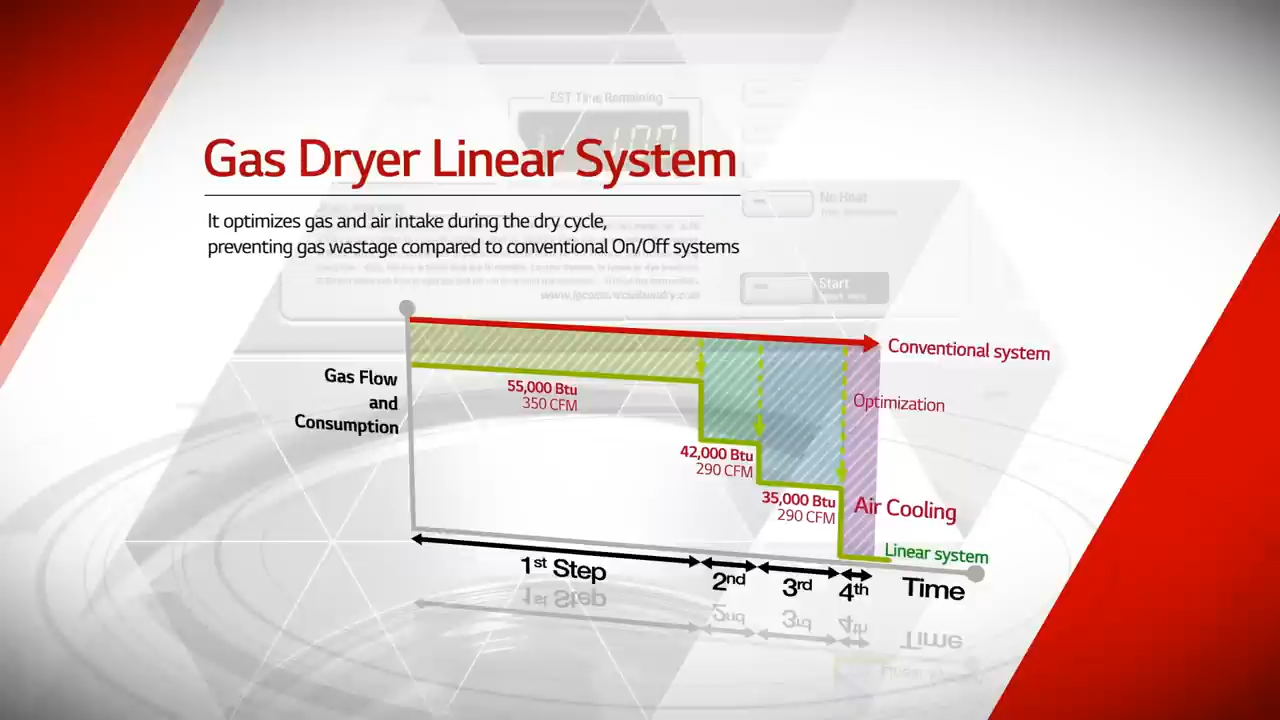 EST Time Remaining
1:00
Gas Dryer Linear System
No Heat
It optimizes gas and air intake during the dry cycle,
preventing gas wastage compared to conventional On/Off systems
Start
Conventional system
Gas Flow
and
Consumption
55,000 Btu
350 CFM
Optimization
42,000 Btu
290 CFM
35,000 Btu
290 CFM
Air Cooling
Linear system
1st Step
2nd
3rd
4th
Time